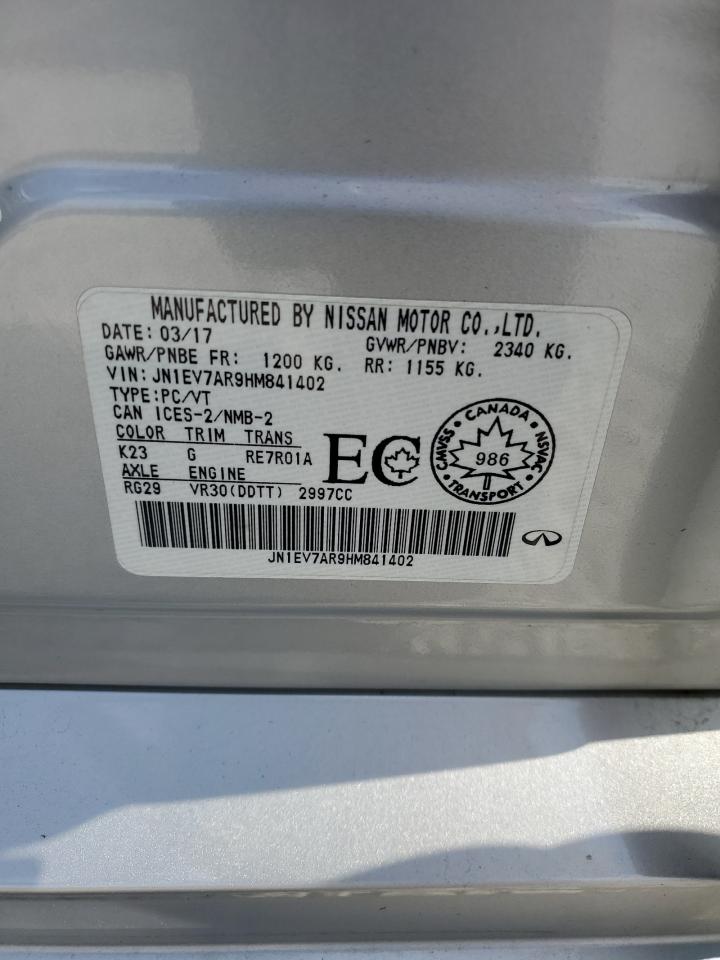 MANUFACTURED BY NISSAN MOTOR CO.,LTD.
DATE: 03/17 GVWR/PNBV: 2340 KG.
GAWR/PNBE FR: 1200 KG. RR: 1155 KG.
VIN: JN1EV7AR9HM841402
TYPE:PC/VT
CAN ICES-2/NMB-2
COLOR TRIM TRANS
K23 G RE7R01A
AXLE ENGINE
RG29 VR30(DDTT) 2997CC
EC
CANADA
CMVSS 986 NSVAC
TRANSPORT
JN1EV7AR9HM841402